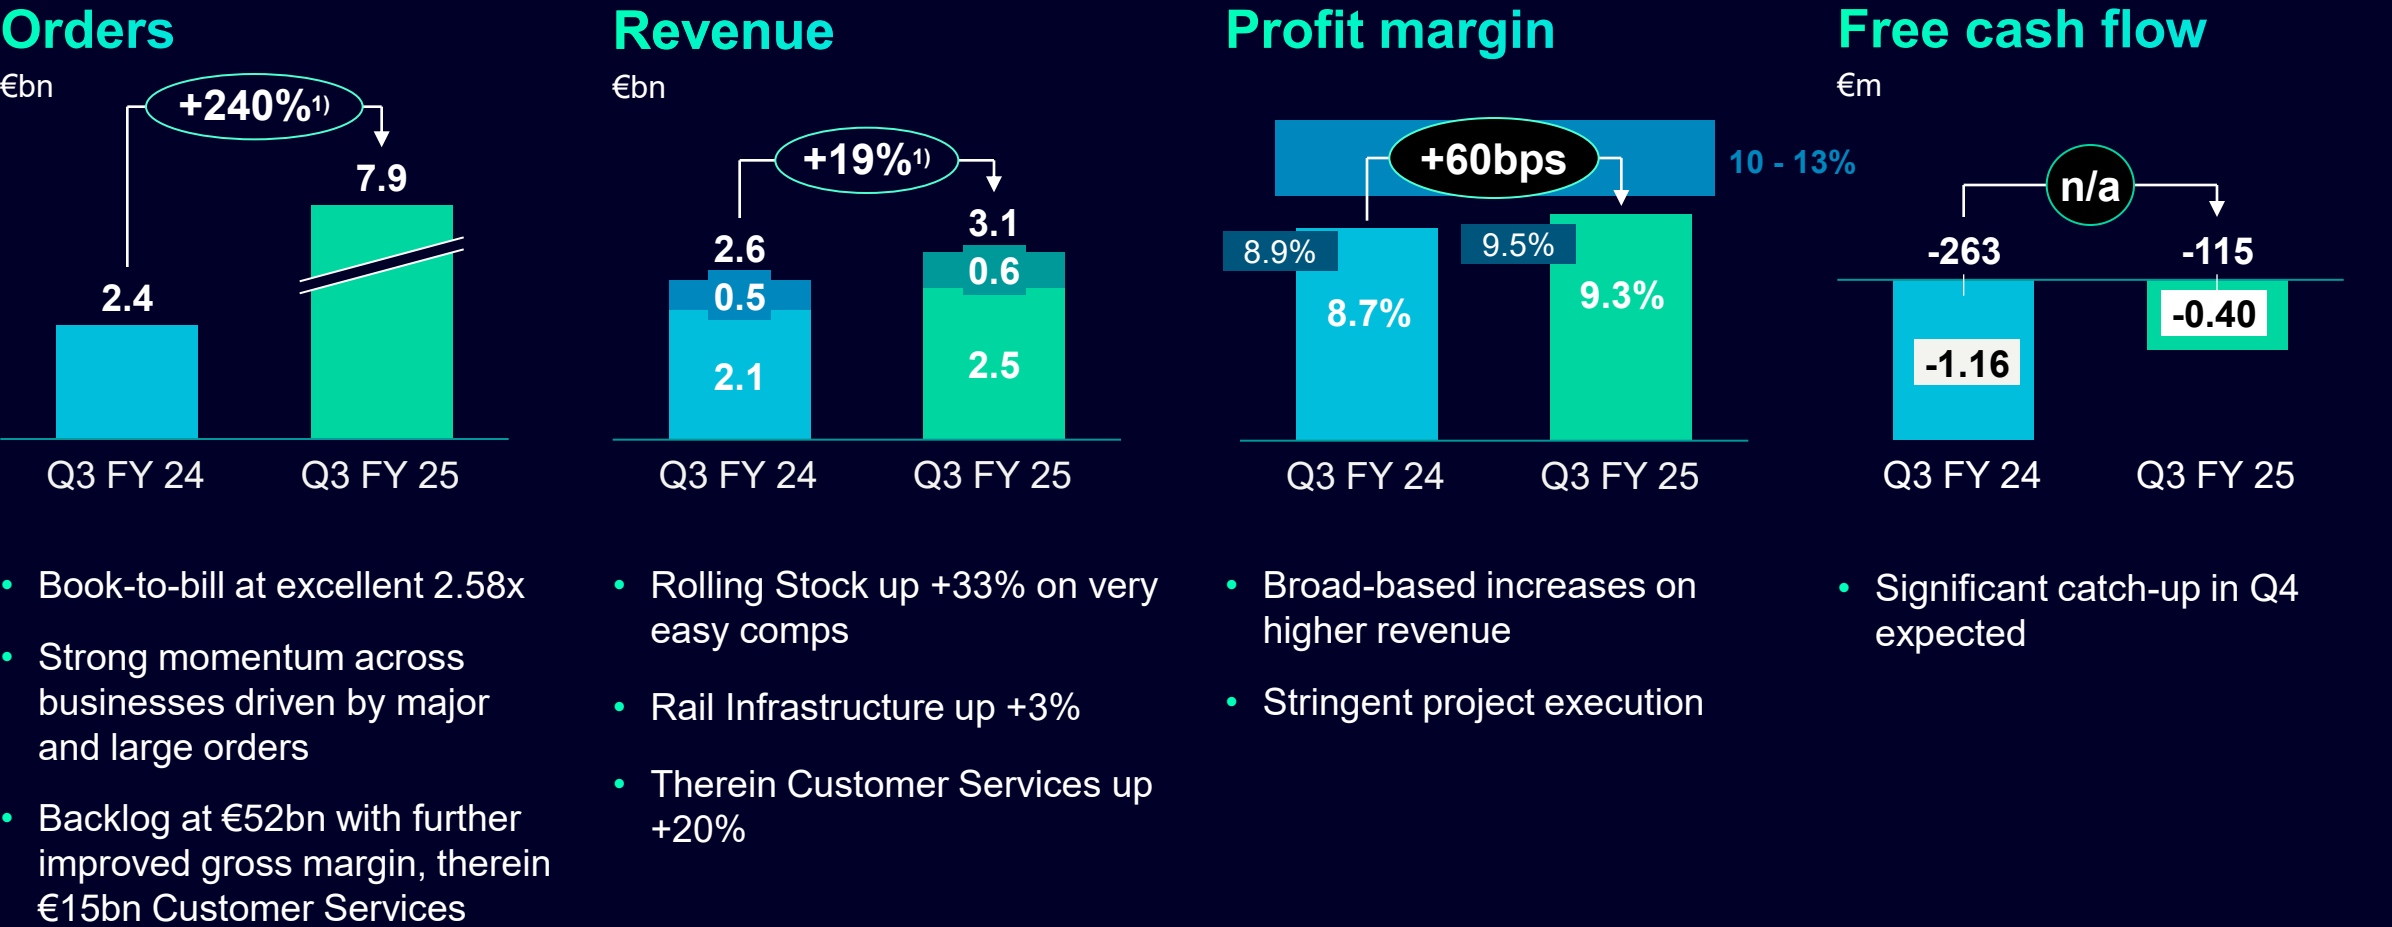 Orders
€bn
+240%1)
7.9
2.4
Q3 FY 24
Q3 FY 25
• Book-to-bill at excellent 2.58x
• Strong momentum across
businesses driven by major
and large orders
• Backlog at €52bn with further
improved gross margin, therein
€15bn Customer Services
Revenue
€bn
+19%1)
3.1
2.6
0.6
0.5
2.5
2.1
Q3 FY 24
Q3 FY 25
• Rolling Stock up +33% on very
easy comps
• Rail Infrastructure up +3%
• Therein Customer Services up
+20%
Profit margin
+60bps
10 - 13%
8.9%
9.5%
8.7%
9.3%
Q3 FY 24
Q3 FY 25
• Broad-based increases on
higher revenue
• Stringent project execution
Free cash flow
€m
n/a
-263
-115
-0.40
-1.16
Q3 FY 24
Q3 FY 25
• Significant catch-up in Q4
expected